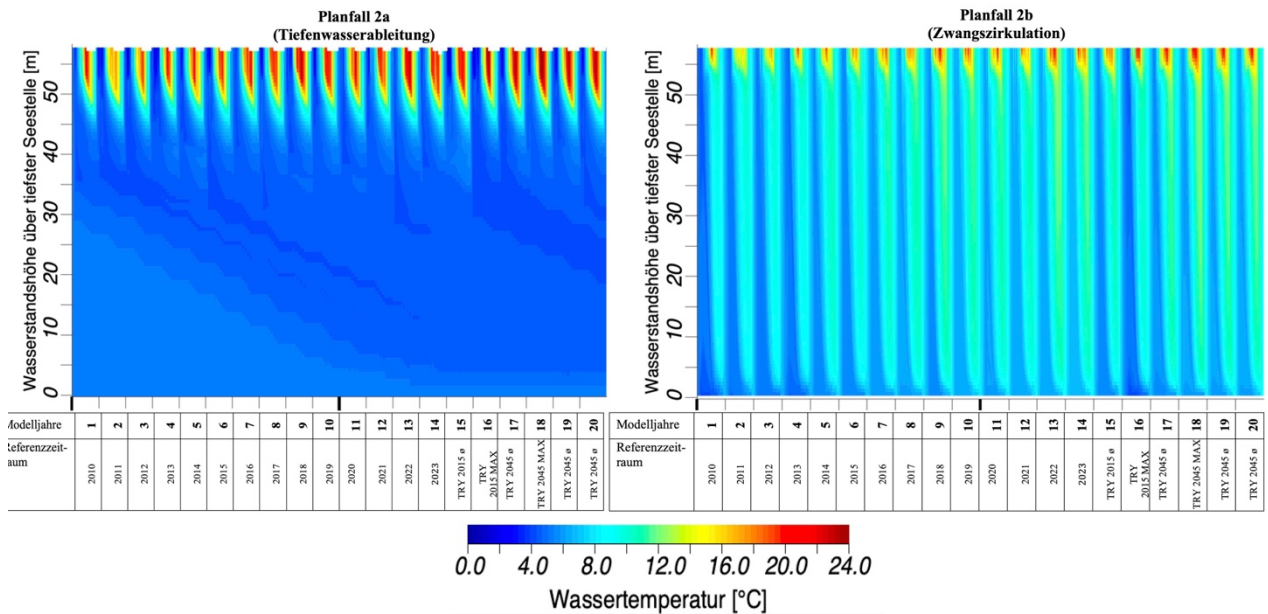 Planfall 2a
(Tiefenwasserableitung)
Wasserstandshöhe über tiefster Seestelle [m]
50
40
30
20
10
0
Modelljahre 1 2 3 4 5 6 7 8 9 10 11 12 13 14 15 16 17 18 19 20
Referenzzeit-
raum
2010 2011 2012 2013 2014 2015 2016 2017 2018 2019 2020 2021 2022 2023 TRY 2015 ø TRY 2015 MAX TRY 2045 ø TRY 2045 MAX TRY 2045 ø TRY 2045 ø
Planfall 2b
(Zwangszirkulation)
Wasserstandshöhe über tiefster Seestelle [m]
50
40
30
20
10
0
Modelljahre 1 2 3 4 5 6 7 8 9 10 11 12 13 14 15 16 17 18 19 20
Referenzzeit-
raum
2010 2011 2012 2013 2014 2015 2016 2017 2018 2019 2020 2021 2022 2023 TRY 2015 ø TRY 2015 MAX TRY 2045 ø TRY 2045 MAX TRY 2045 ø TRY 2045 ø
0.0 4.0 8.0 12.0 16.0 20.0 24.0
Wassertemperatur [°C]